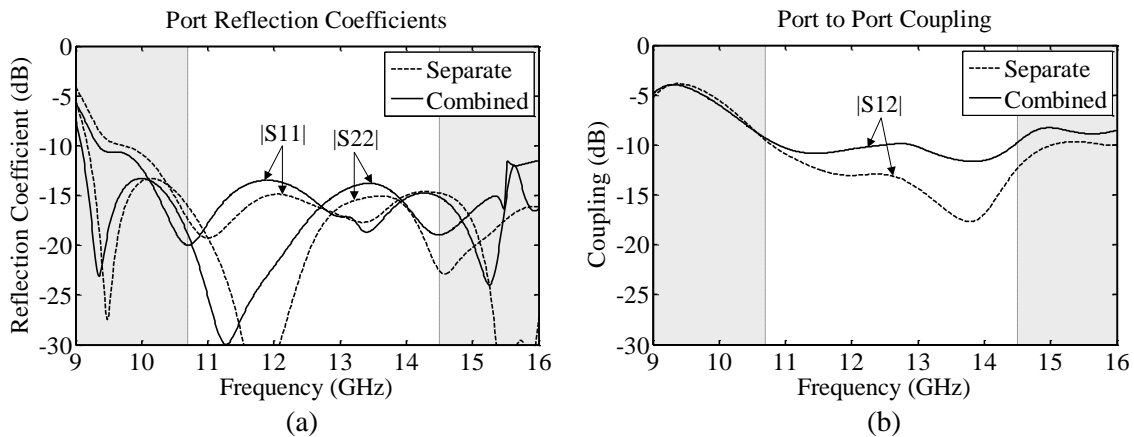 Port Reflection Coefficients
0
-5
-10
-15
-20
-25
-30
Reflection Coefficient (dB)
Separate
Combined
|S11|
|S22|
9 10 11 12 13 14 15 16
Frequency (GHz)
(a)
Port to Port Coupling
0
-5
-10
-15
-20
-25
-30
Coupling (dB)
Separate
Combined
|S12|
9 10 11 12 13 14 15 16
Frequency (GHz)
(b)